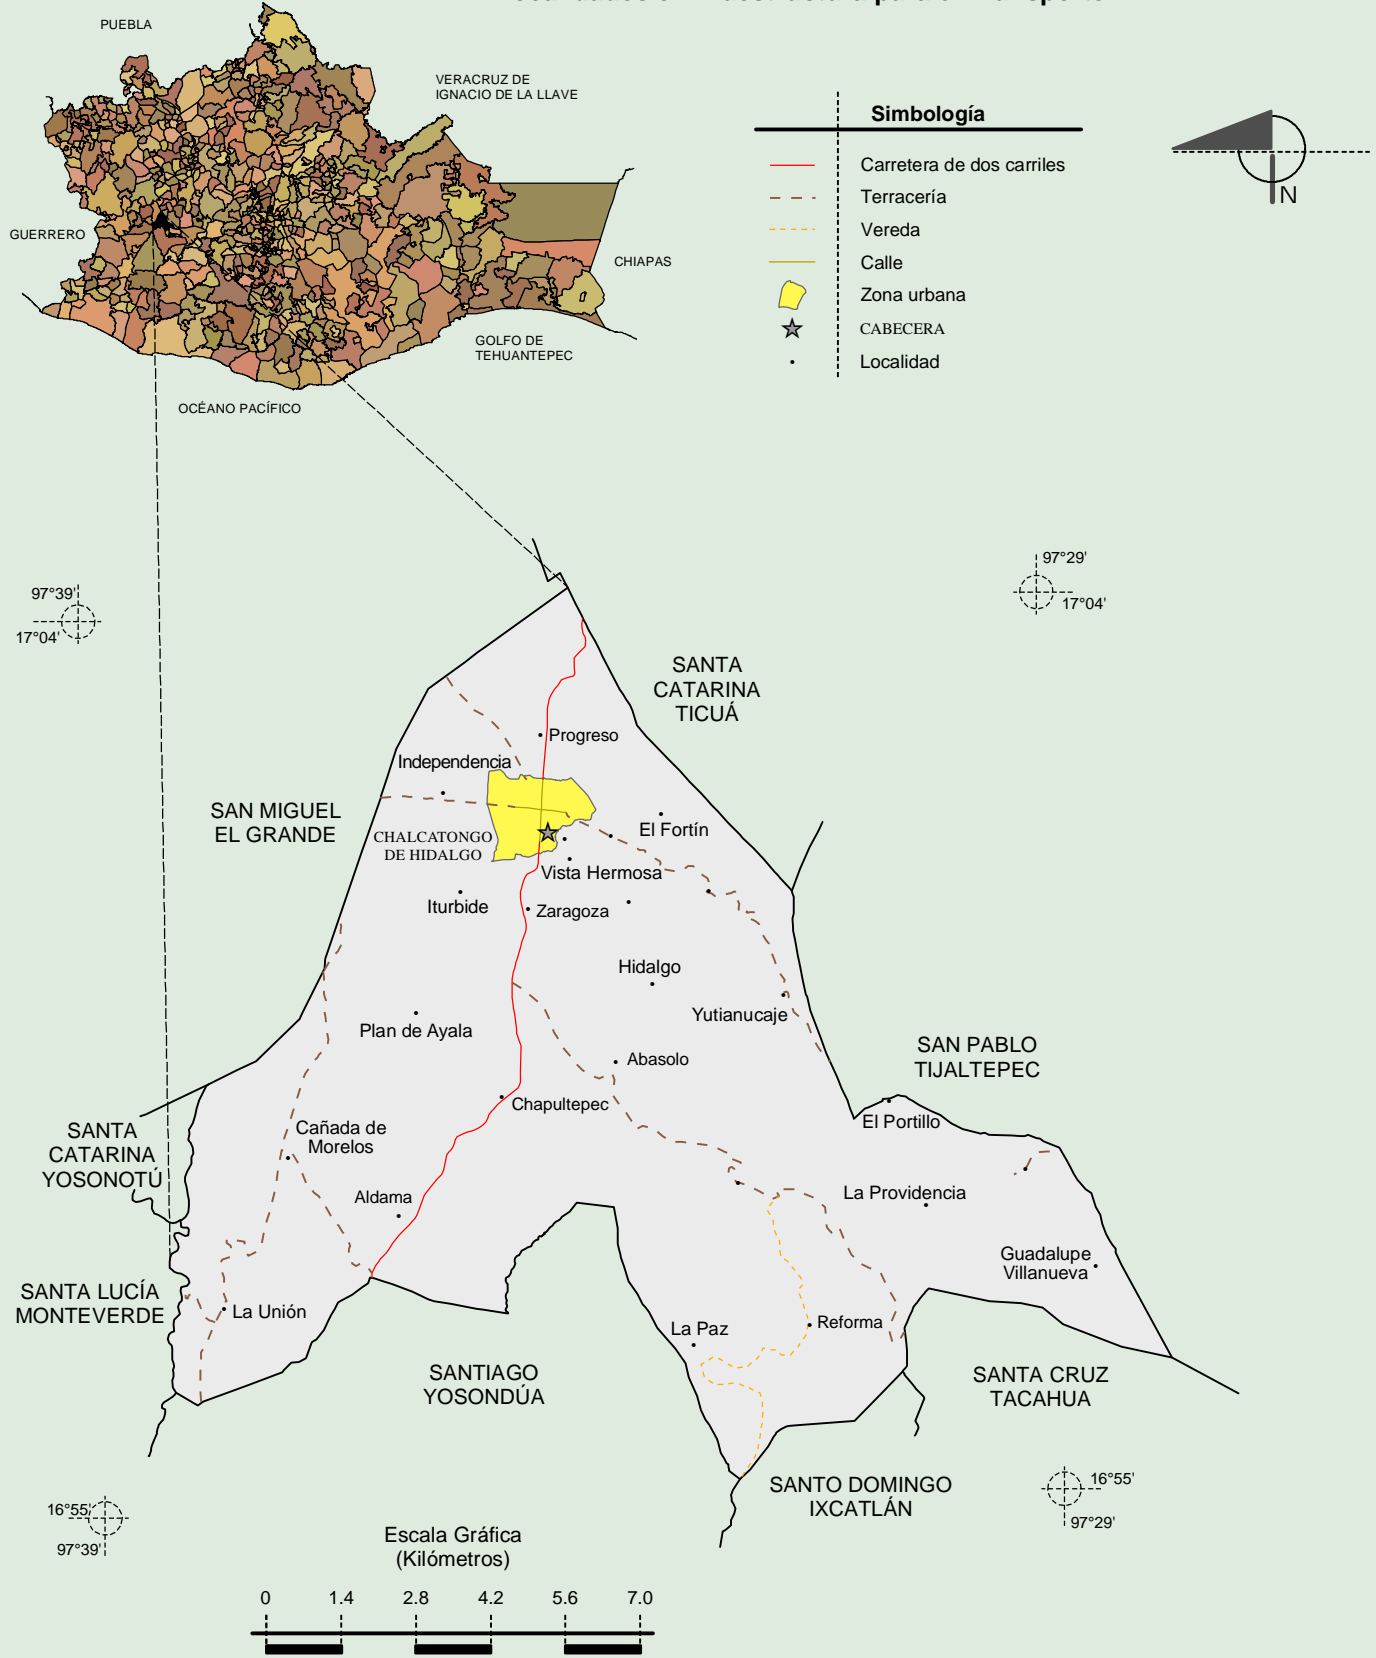 PUEBLA
VERACRUZ DE
IGNACIO DE LA LLAVE
GUERRERO
CHIAPAS
GOLFO DE
TEHUANTEPEC
OCÉANO PACÍFICO
Simbología
Carretera de dos carriles
Terracería
Vereda
Calle
Zona urbana
CABECERA
Localidad
N
97°39'
17°04'
97°29'
17°04'
SANTA
CATARINA
TICUÁ
Progreso
Independencia
SAN MIGUEL
EL GRANDE
CHALCATONGO
DE HIDALGO
El Fortín
Vista Hermosa
Iturbide
Zaragoza
Hidalgo
Yutianucaje
Plan de Ayala
Abasolo
SAN PABLO
TIJALTEPEC
Chapultepec
El Portillo
SANTA
CATARINA
YOSONOTÚ
Cañada de
Morelos
Aldama
La Providencia
Guadalupe
Villanueva
SANTA LUCÍA
MONTEVERDE
La Unión
La Paz
Reforma
SANTIAGO
YOSONDÚA
SANTA CRUZ
TACAHUA
SANTO DOMINGO
IXCATLÁN
16°55'
97°39'
16°55'
97°29'
Escala Gráfica
(Kilómetros)
0 1.4 2.8 4.2 5.6 7.0